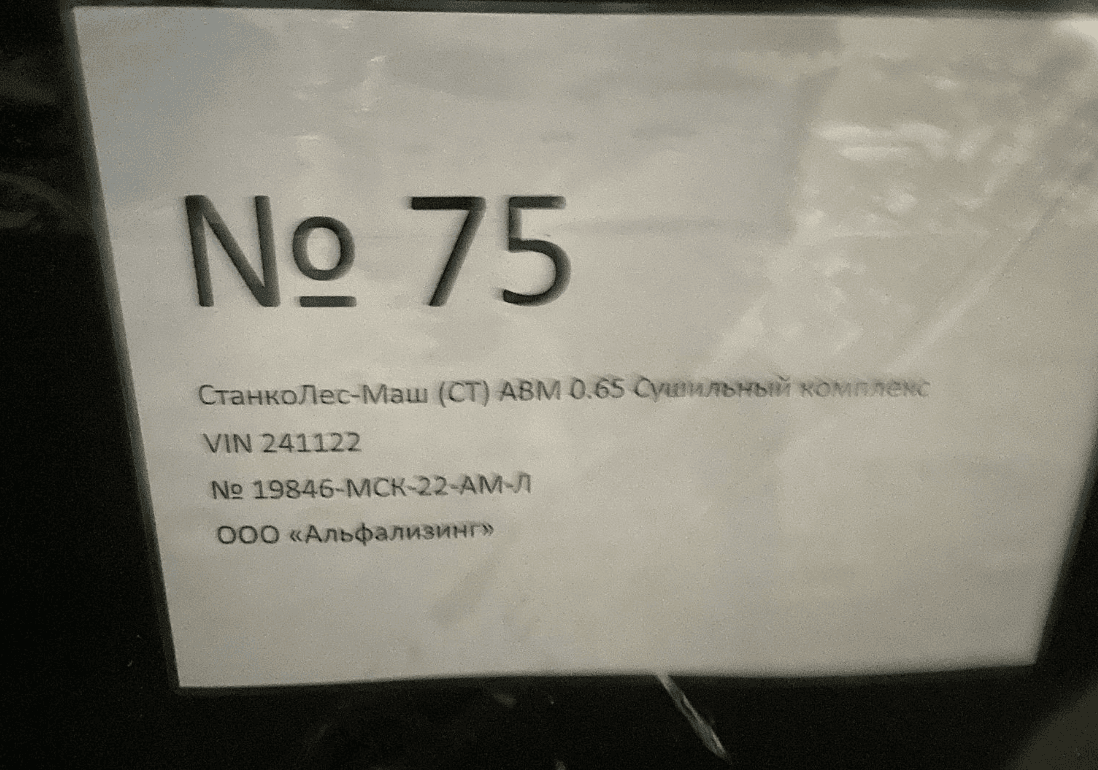 № 75
СтанкоЛес-Маш (СТ) АВМ 0.65 Сушильный комплекс
VIN 241122
№ 19846-МСК-22-АМ-Л
ООО «Альфализинг»